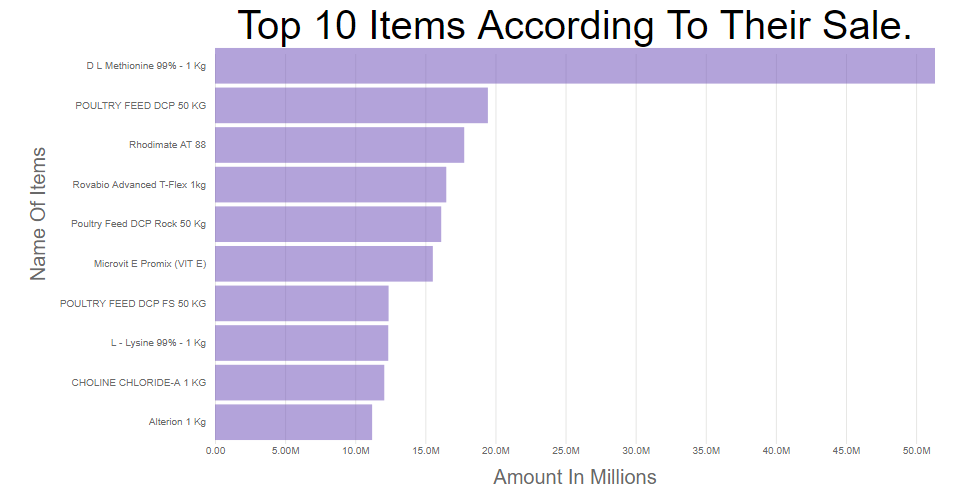 Top 10 Items According To Their Sale.
Name Of Items
D L Methionine 99% - 1 Kg
POULTRY FEED DCP 50 KG
Rhodimate AT 88
Rovabio Advanced T-Flex 1kg
Poultry Feed DCP Rock 50 Kg
Microvit E Promix (VIT E)
POULTRY FEED DCP FS 50 KG
L - Lysine 99% - 1 Kg
CHOLINE CHLORIDE-A 1 KG
Alterion 1 Kg
0.00 5.00M 10.0M 15.0M 20.0M 25.0M 30.0M 35.0M 40.0M 45.0M 50.0M
Amount In Millions